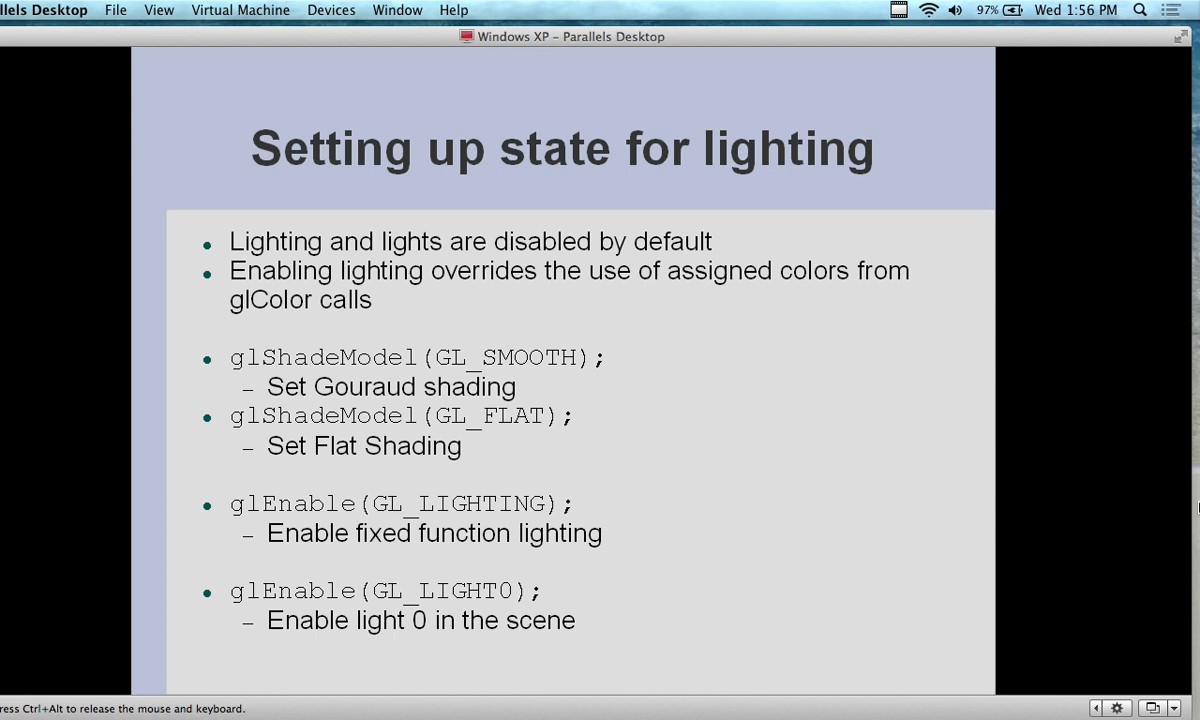 llels Desktop File View Virtual Machine Devices Window Help 97% Wed 1:56 PM
Windows XP – Parallels Desktop
Setting up state for lighting
• Lighting and lights are disabled by default
• Enabling lighting overrides the use of assigned colors from
glColor calls
• glShadeModel(GL_SMOOTH);
– Set Gouraud shading
• glShadeModel(GL_FLAT);
– Set Flat Shading
• glEnable(GL_LIGHTING);
– Enable fixed function lighting
• glEnable(GL_LIGHT0);
– Enable light 0 in the scene
ress Ctrl+Alt to release the mouse and keyboard.